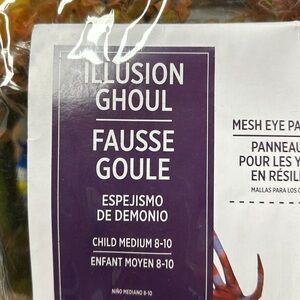 ILLUSION
GHOUL
FAUSSE
GOULE
ESPEJISMO
DE DEMONIO
CHILD MEDIUM 8-10
ENFANT MOYEN 8-10
NIÑO MEDIANO 8-10
MESH EYE PA
PANNEAU
POUR LES Y
EN RÉSIL
MALLAS PARA LOS O